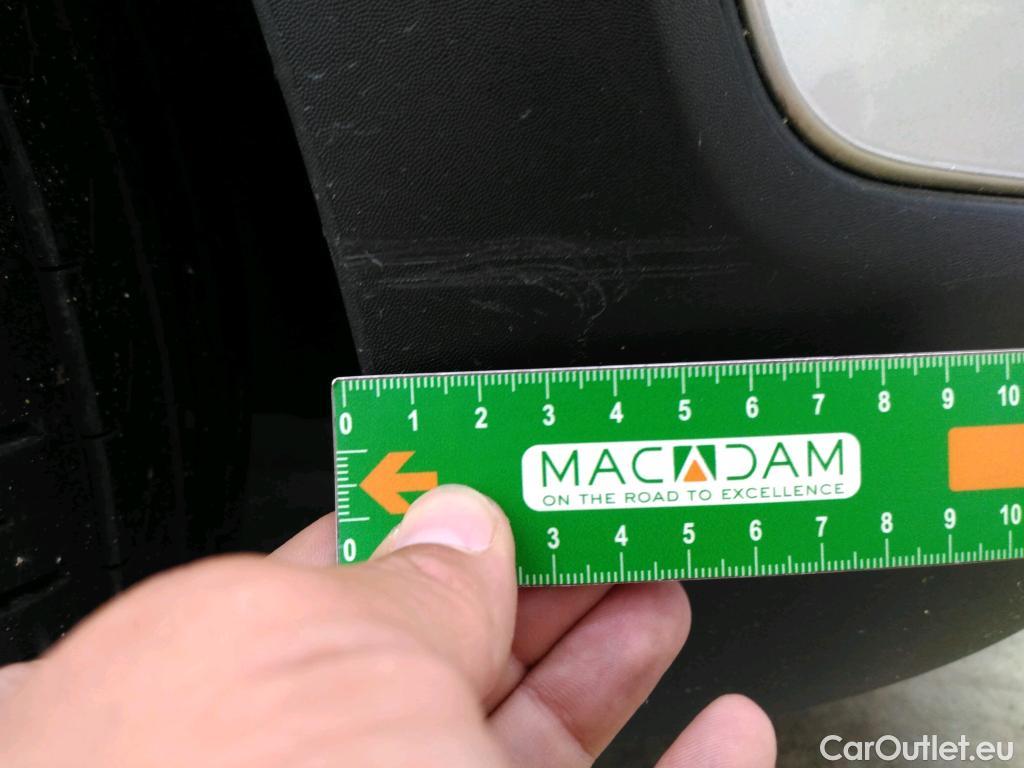 0 1 2 3 4 5 6 7 8 9 10
MACADAM
ON THE ROAD TO EXCELLENCE
0 3 4 5 6 7 8 9 10
CarOutlet.eu